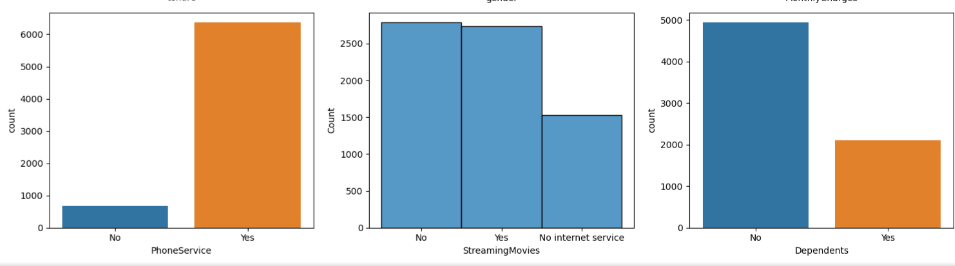 6000
5000
4000
3000
2000
1000
0
count
No
Yes
PhoneService
2500
2000
1500
1000
500
0
Count
No
Yes
No internet service
StreamingMovies
5000
4000
3000
2000
1000
0
count
No
Yes
Dependents